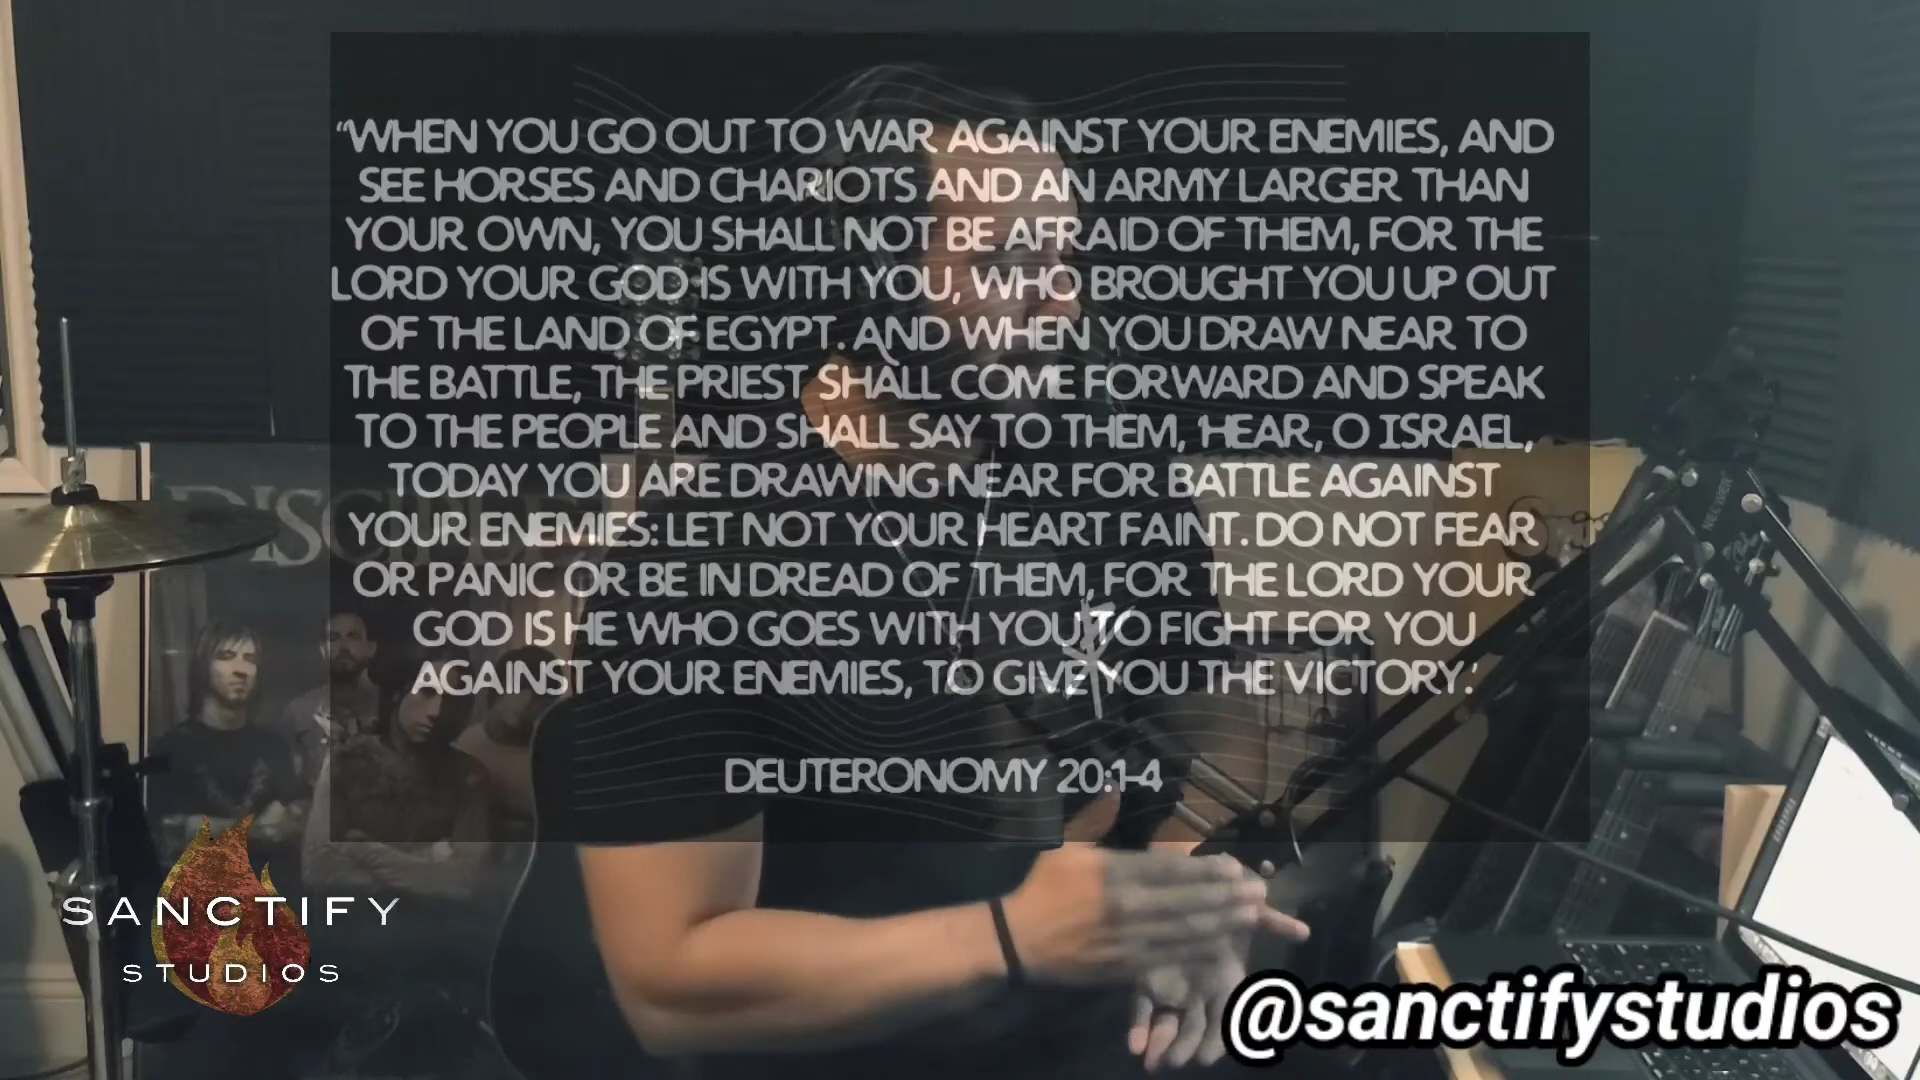 “WHEN YOU GO OUT TO WAR AGAINST YOUR ENEMIES, AND
SEE HORSES AND CHARIOTS AND AN ARMY LARGER THAN
YOUR OWN, YOU SHALL NOT BE AFRAID OF THEM, FOR THE
LORD YOUR GOD IS WITH YOU, WHO BROUGHT YOU UP OUT
OF THE LAND OF EGYPT. AND WHEN YOU DRAW NEAR TO
THE BATTLE, THE PRIEST SHALL COME FORWARD AND SPEAK
TO THE PEOPLE AND SHALL SAY TO THEM, ‘HEAR, O ISRAEL,
TODAY YOU ARE DRAWING NEAR FOR BATTLE AGAINST
YOUR ENEMIES: LET NOT YOUR HEART FAINT. DO NOT FEAR
OR PANIC OR BE IN DREAD OF THEM, FOR THE LORD YOUR
GOD IS HE WHO GOES WITH YOU TO FIGHT FOR YOU
AGAINST YOUR ENEMIES, TO GIVE YOU THE VICTORY.’
DEUTERONOMY 20:1-4
NEEWER
SANCTIFY
STUDIOS
@sanctifystudios